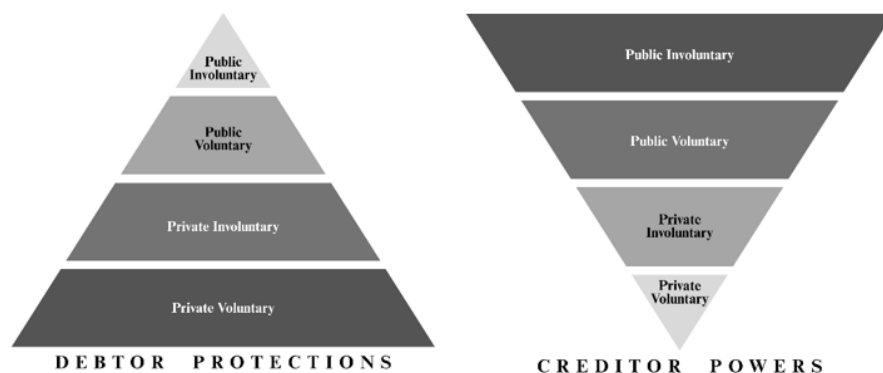 Public
Involuntary
Public
Voluntary
Private Involuntary
Private Voluntary
DEBTOR PROTECTIONS
Public Involuntary
Public Voluntary
Private
Involuntary
Private
Voluntary
CREDITOR POWERS